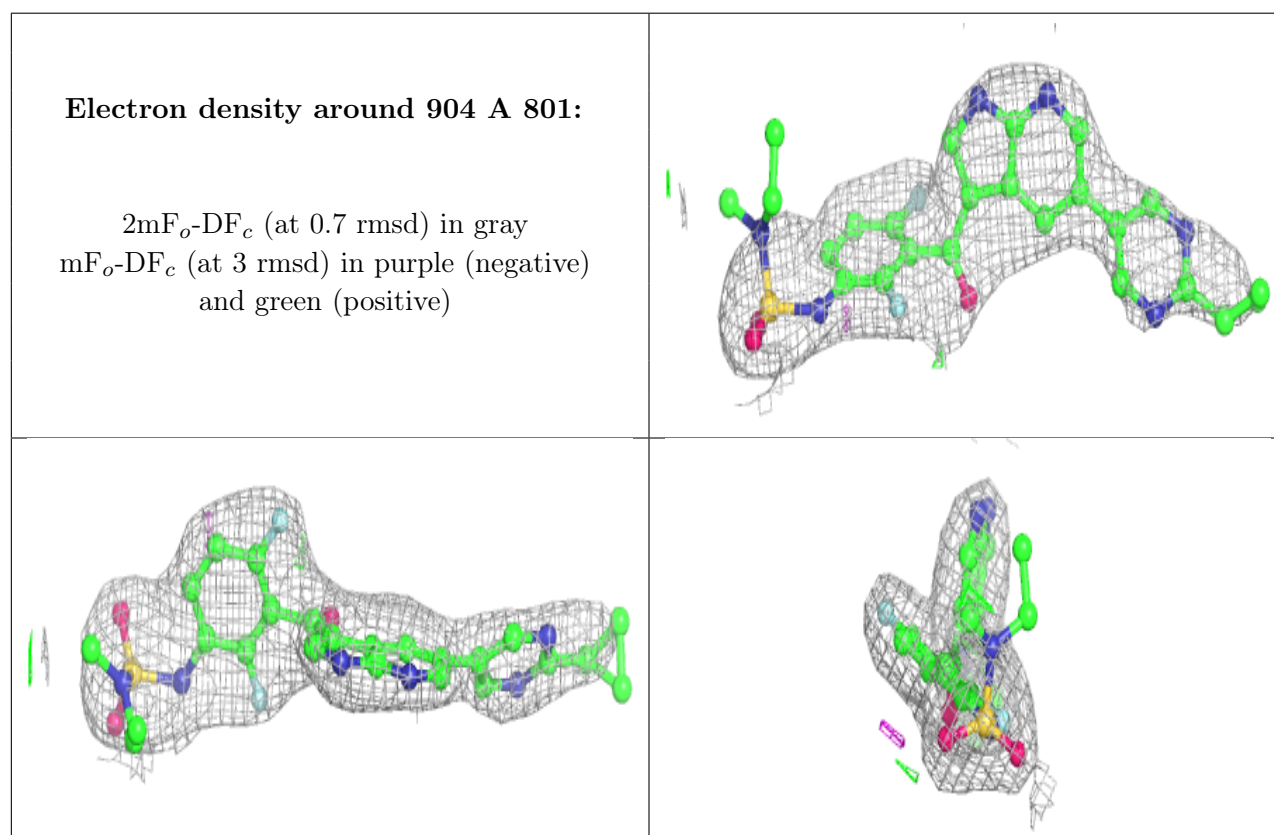 Electron density around 904 A 801:
2mFo-DFc (at 0.7 rmsd) in gray
mFo-DFc (at 3 rmsd) in purple (negative)
and green (positive)